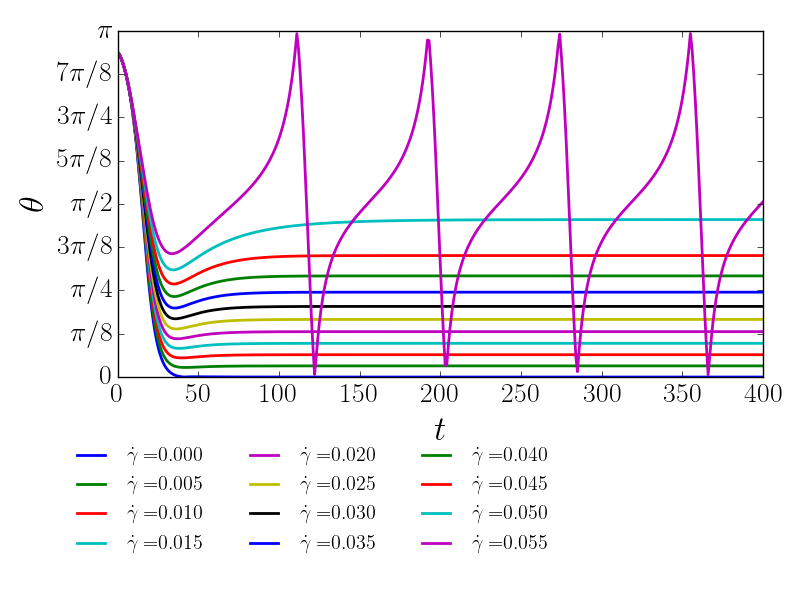 π
7π/8
3π/4
5π/8
π/2
3π/8
π/4
π/8
0
θ
0 50 100 150 200 250 300 350 400
t
γ̇ =0.000 γ̇ =0.020 γ̇ =0.040
γ̇ =0.005 γ̇ =0.025 γ̇ =0.045
γ̇ =0.010 γ̇ =0.030 γ̇ =0.050
γ̇ =0.015 γ̇ =0.035 γ̇ =0.055